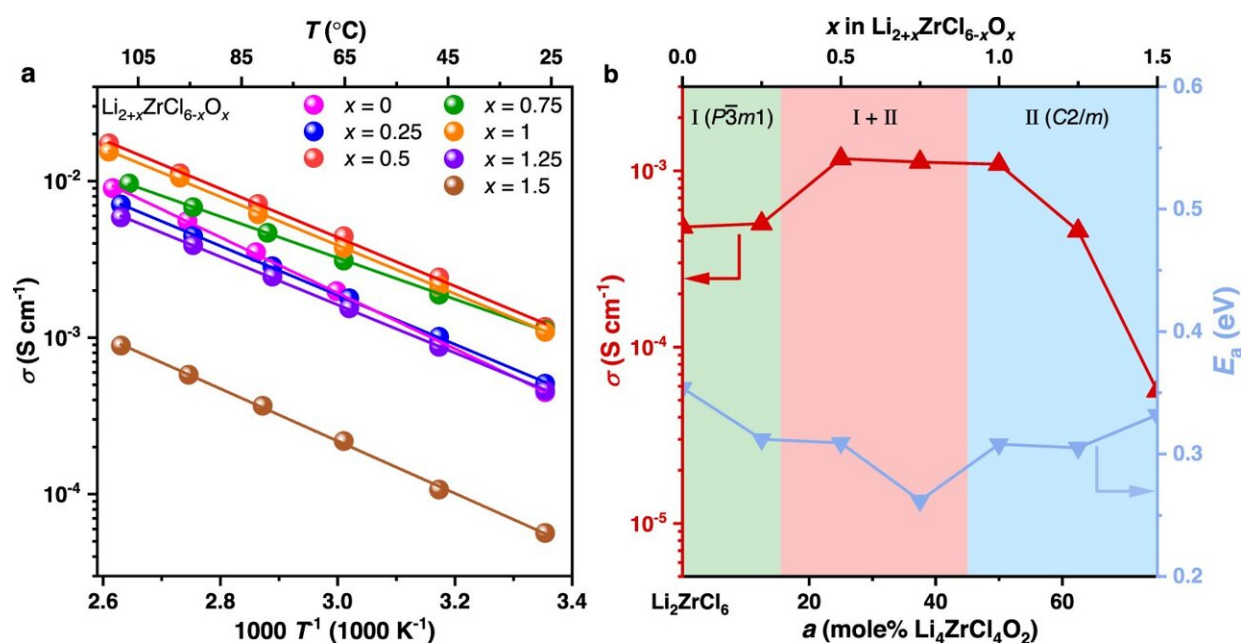 T (°C)
105 85 65 45 25
a
Li₂₊ₓZrCl₆₋ₓOₓ
x = 0
x = 0.25
x = 0.5
x = 0.75
x = 1
x = 1.25
x = 1.5
σ (S cm⁻¹)
10⁻²
10⁻³
10⁻⁴
2.6 2.8 3.0 3.2 3.4
1000 T⁻¹ (1000 K⁻¹)
x in Li₂₊ₓZrCl₆₋ₓOₓ
0.0 0.5 1.0 1.5
b
I (P3̅m1) I + II II (C2/m)
σ (S cm⁻¹)
10⁻³
10⁻⁴
10⁻⁵
0.6
0.5
0.4
0.3
0.2
Eₐ (eV)
Li₂ZrCl₆ 20 40 60
a (mole% Li₄ZrCl₄O₂)